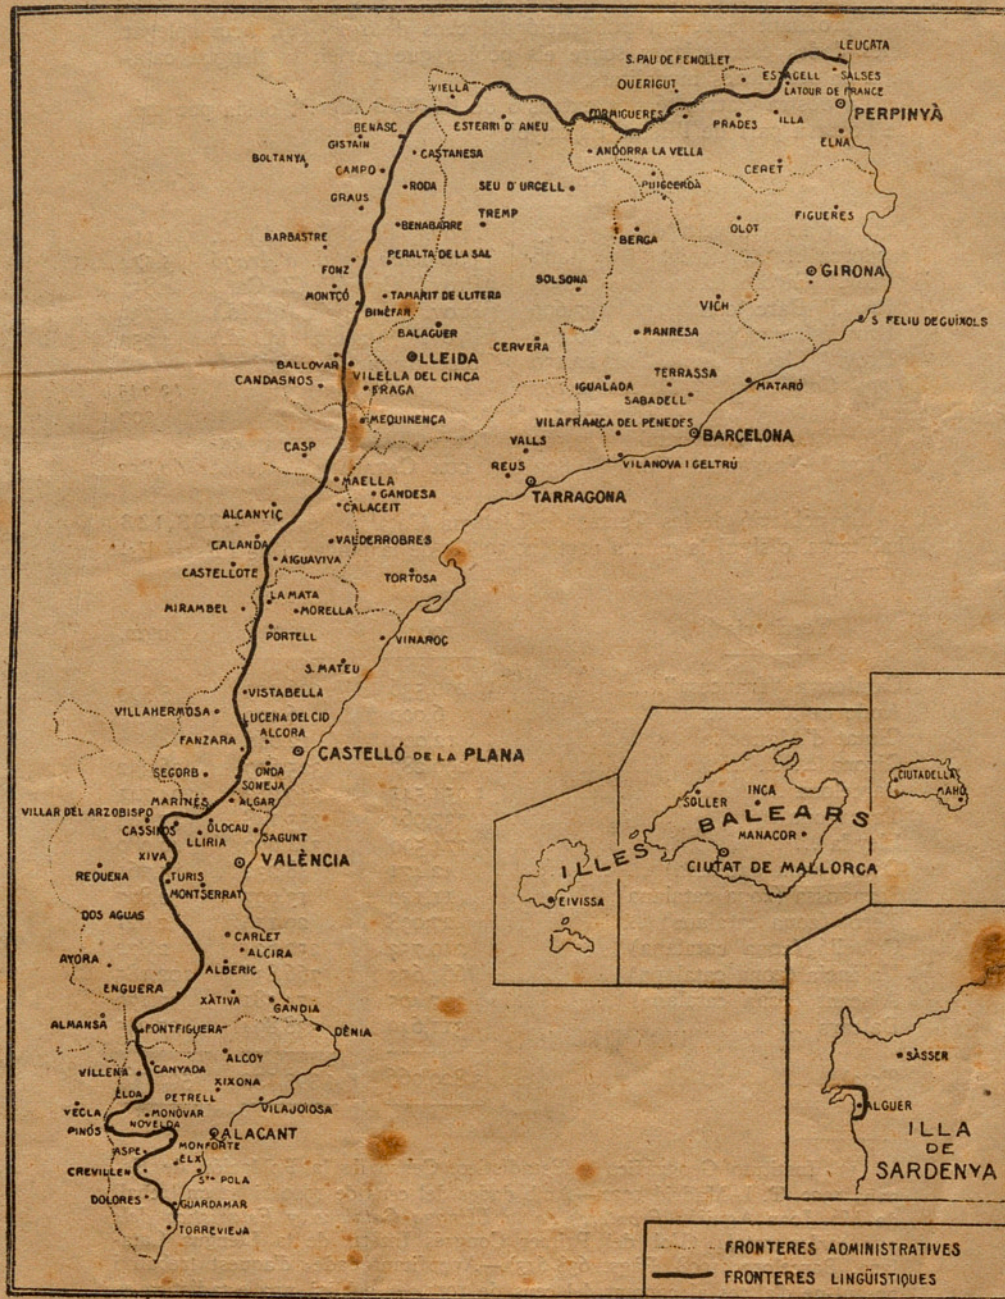 LEUCATA
S. PAU DE FENOLLET
ESTAGELL
SALSES
QUERIGUT
LATOUR DE FRANCE
VIELLA
PERPINYÀ
FORMIGUERES
PRADES
ILLA
ESTERRI D'ANEU
BENASC
ELNA
GISTAIN
CASTANESA
ANDORRA LA VELLA
BOLTANYA
CAMPO
CERET
RODA
SEU D'URGELL
PUIGCERDÀ
GRAUS
TREMP
FIGUERES
BENABARRE
OLOT
BARBASTRE
BERGA
PERALTA DE LA SAL
FONZ
GIRONA
SOLSONA
MONTÇÓ
TAMARIT DE LLITERA
VICH
BINÈFAR
S. FELIU DE GUÍXOLS
BALAGUER
MANRESA
CERVERA
LLEIDA
BALLOVAR
VILELLA DEL CINCA
TERRASSA
CANDASNOS
FRAGA
IGUALADA
MATARÓ
SABADELL
MEQUINENÇA
VILAFRANCA DEL PENEDES
BARCELONA
VALLS
CASP
VILANOVA I GELTRÚ
REUS
MAELLA
TARRAGONA
GANDESA
CALACEIT
ALCANYIÇ
CALANDA
VALDERROBRES
AIGUAVIVA
CASTELLOTE
TORTOSA
LA MATA
MIRAMBEL
MORELLA
PORTELL
VINAROÇ
S. MATEU
VISTABELLA
VILLAHERMOSA
LUCENA DEL CID
ALCORA
FANZARA
CASTELLÓ DE LA PLANA
SEGORB
ONDA
SONEJA
MARINÉS
ALGAR
VILLAR DEL ARZOBISPO
CASSINOS
OLOCAU
LLIRIA
SAGUNT
XIVA
VALÈNCIA
REQUENA
TURIS
MONTSERRAT
DOS AGUAS
CARLET
ALCIRA
AYORA
ALBERIC
ENGUERA
XÀTIVA
GANDIA
ALMANSA
FONTFIGUERA
DÈNIA
ALCOY
VILLENA
CANYADA
XIXONA
ELDA
PETRELL
VILAJOIOSA
YECLA
MONÒVAR
NOVELDA
PINÓS
ALACANT
MONFORTE
ASPE
ELX
CREVILLEN
Sta POLA
DOLORES
GUARDAMAR
TORREVIEJA
CIUTADELLA
MAHÓ
SÓLLER
INCA
ILLES BALEARS
MANACOR
CIUTAT DE MALLORCA
EIVISSA
SÀSSER
ALGUER
ILLA
DE
SARDENYA
FRONTERES ADMINISTRATIVES
FRONTERES LINGÜISTIQUES